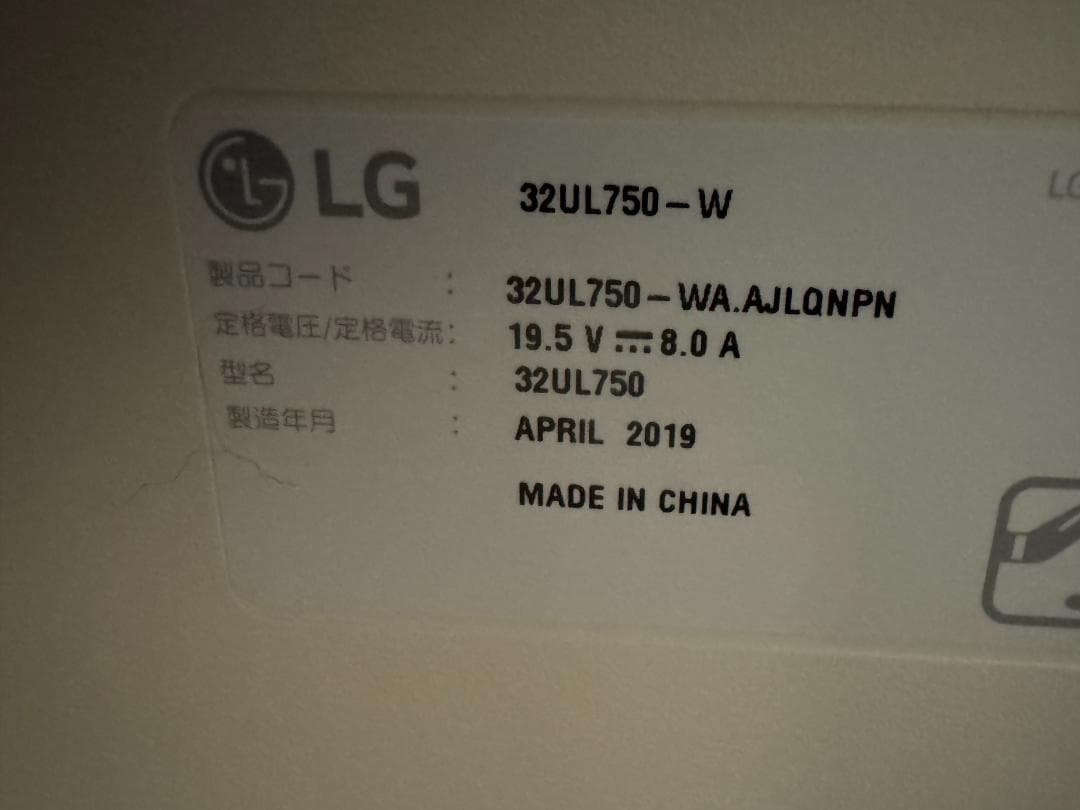 LG 32UL750-W LG
製品コード : 32UL750-WA.AJLQNPN
定格電圧/定格電流: 19.5 V ⎓ 8.0 A
型名 : 32UL750
製造年月 : APRIL 2019
MADE IN CHINA